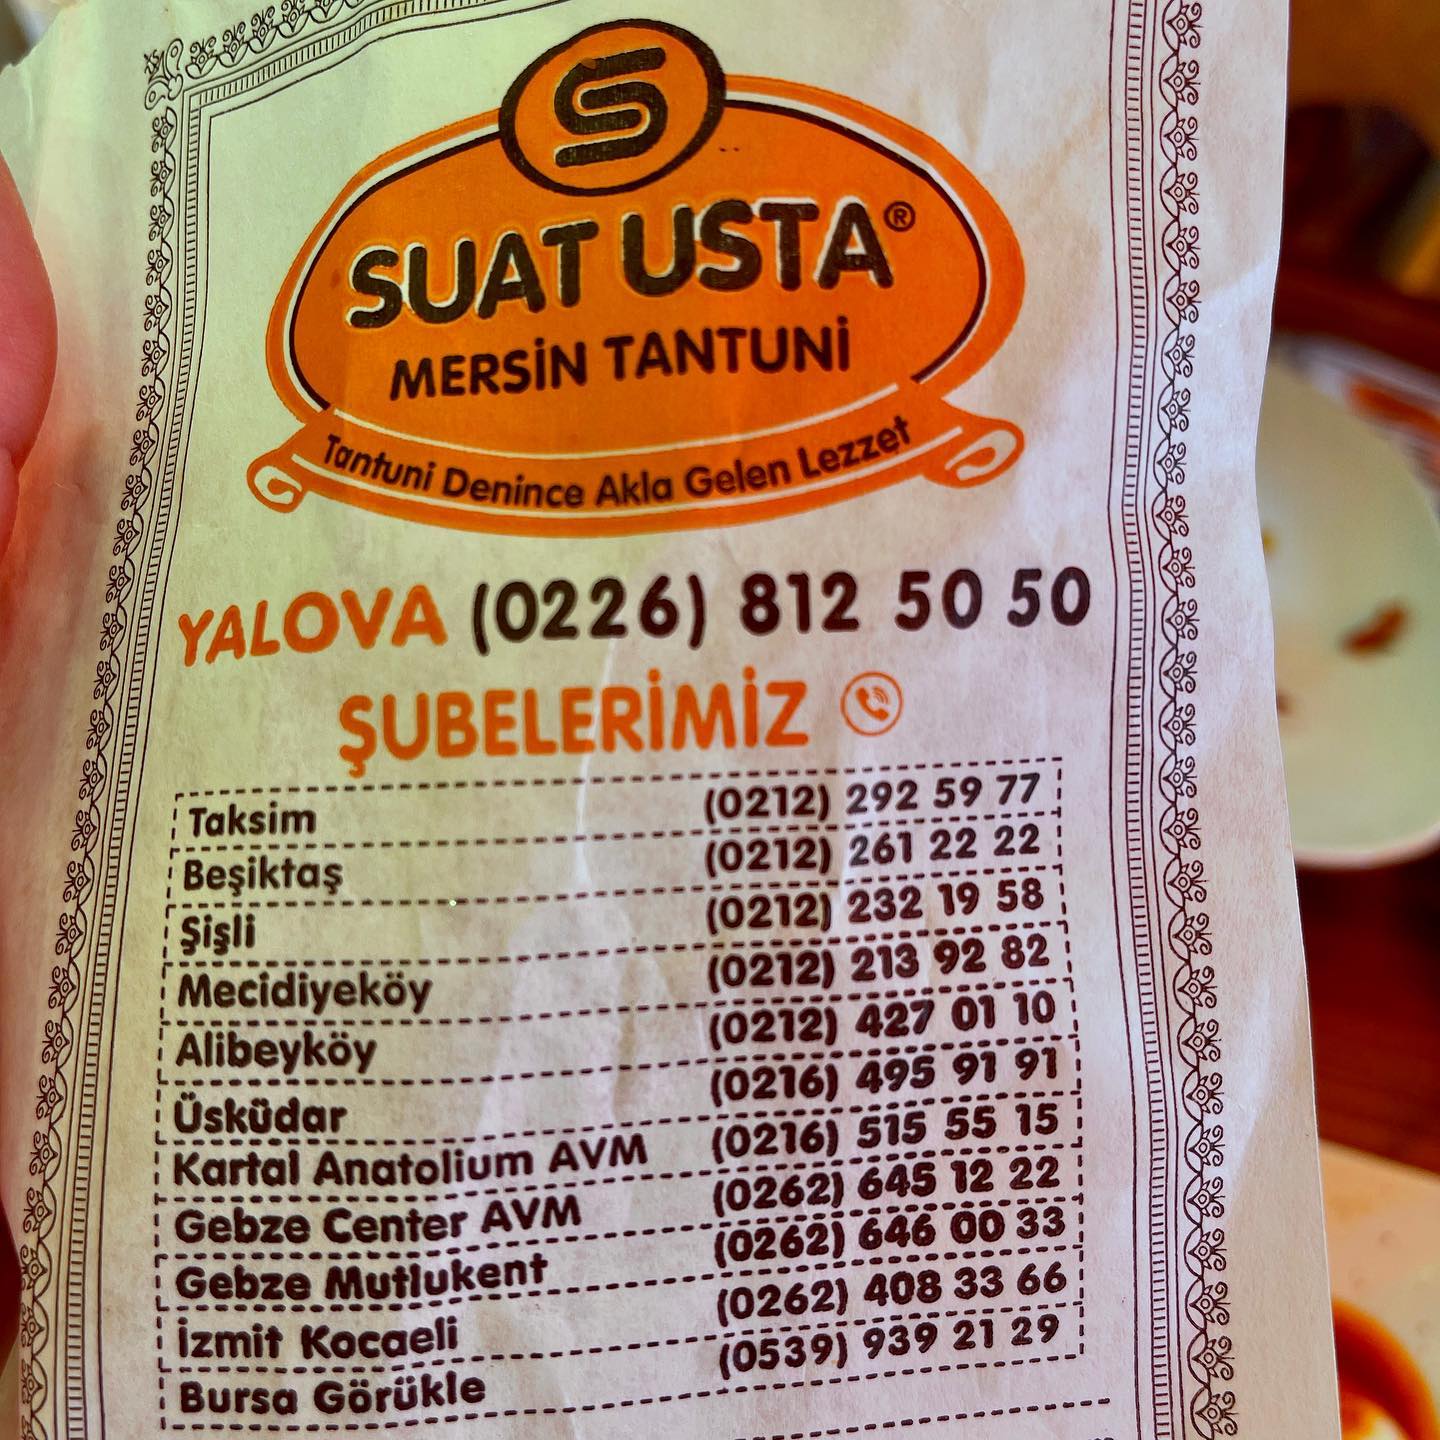 S
SUAT USTA®
MERSİN TANTUNİ
Tantuni Denince Akla Gelen Lezzet
YALOVA (0226) 812 50 50
ŞUBELERİMİZ
Taksim (0212) 292 59 77
Beşiktaş (0212) 261 22 22
Şişli (0212) 232 19 58
Mecidiyeköy (0212) 213 92 82
Alibeyköy (0212) 427 01 10
Üsküdar (0216) 495 91 91
Kartal Anatolium AVM (0216) 515 55 15
Gebze Center AVM (0262) 645 12 22
Gebze Mutlukent (0262) 646 00 33
İzmit Kocaeli (0262) 408 33 66
Bursa Görükle (0539) 939 21 29